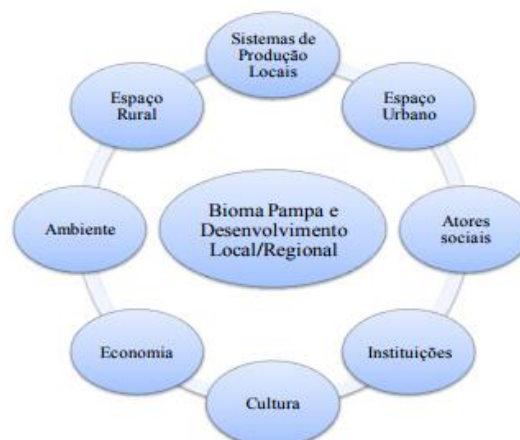 Sistemas de
Produção
Locais
Espaço
Urbano
Atores
sociais
Instituições
Cultura
Economia
Ambiente
Espaço
Rural
Bioma Pampa e
Desenvolvimento
Local/Regional